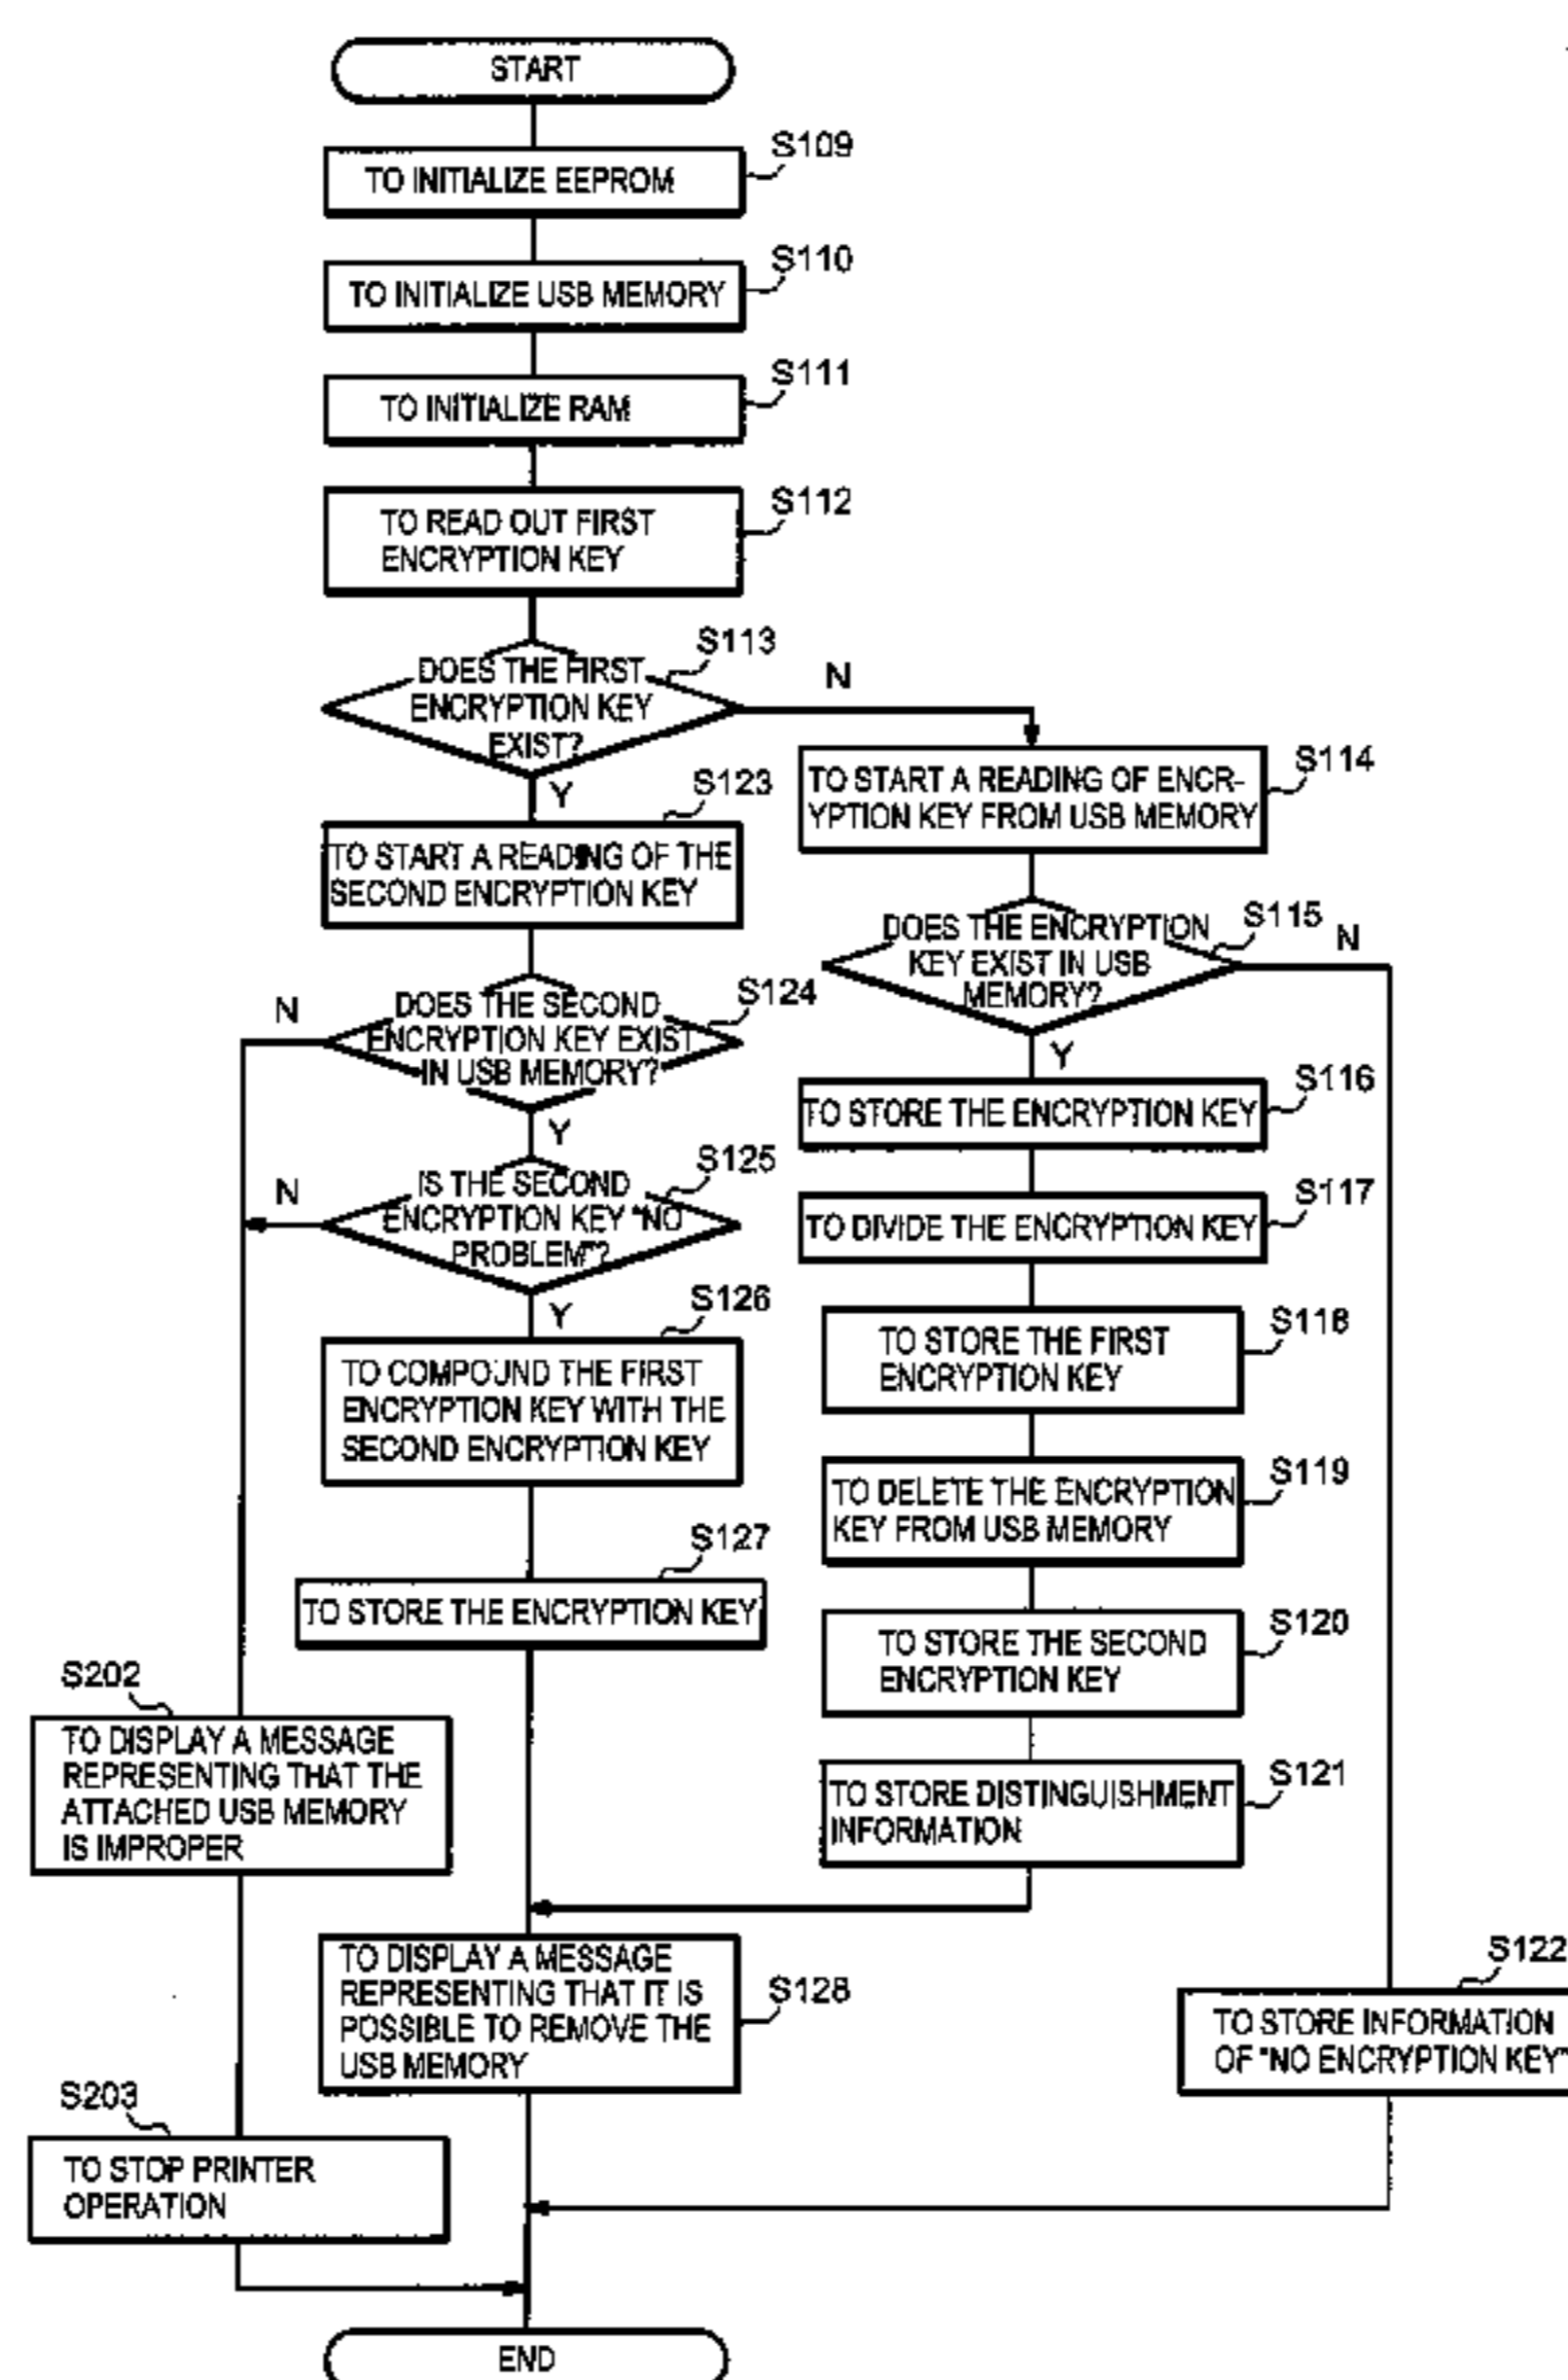 START
S109
TO INITIALIZE EEPROM
S110
TO INITIALIZE USB MEMORY
S111
TO INITIALIZE RAM
S112
TO READ OUT FIRST
ENCRYPTION KEY
S113
DOES THE FIRST
ENCRYPTION KEY
EXIST?
N
Y
S114
TO START A READING OF ENCR-
YPTION KEY FROM USB MEMORY
S123
TO START A READING OF THE
SECOND ENCRYPTION KEY
S115
DOES THE ENCRYPTION
KEY EXIST IN USB
MEMORY?
N
Y
S124
DOES THE SECOND
ENCRYPTION KEY EXIST
IN USB MEMORY?
N
Y
S116
TO STORE THE ENCRYPTION KEY
S125
IS THE SECOND
ENCRYPTION KEY "NO
PROBLEM"?
N
Y
S117
TO DIVIDE THE ENCRYPTION KEY
S126
TO COMPOUND THE FIRST
ENCRYPTION KEY WITH THE
SECOND ENCRYPTION KEY
S118
TO STORE THE FIRST
ENCRYPTION KEY
S119
TO DELETE THE ENCRYPTION
KEY FROM USB MEMORY
S127
TO STORE THE ENCRYPTION KEY
S120
TO STORE THE SECOND
ENCRYPTION KEY
S202
TO DISPLAY A MESSAGE
REPRESENTING THAT THE
ATTACHED USB MEMORY
IS IMPROPER
S121
TO STORE DISTINGUISHMENT
INFORMATION
S128
TO DISPLAY A MESSAGE
REPRESENTING THAT IT IS
POSSIBLE TO REMOVE THE
USB MEMORY
S122
TO STORE INFORMATION
OF "NO ENCRYPTION KEY"
S203
TO STOP PRINTER
OPERATION
END